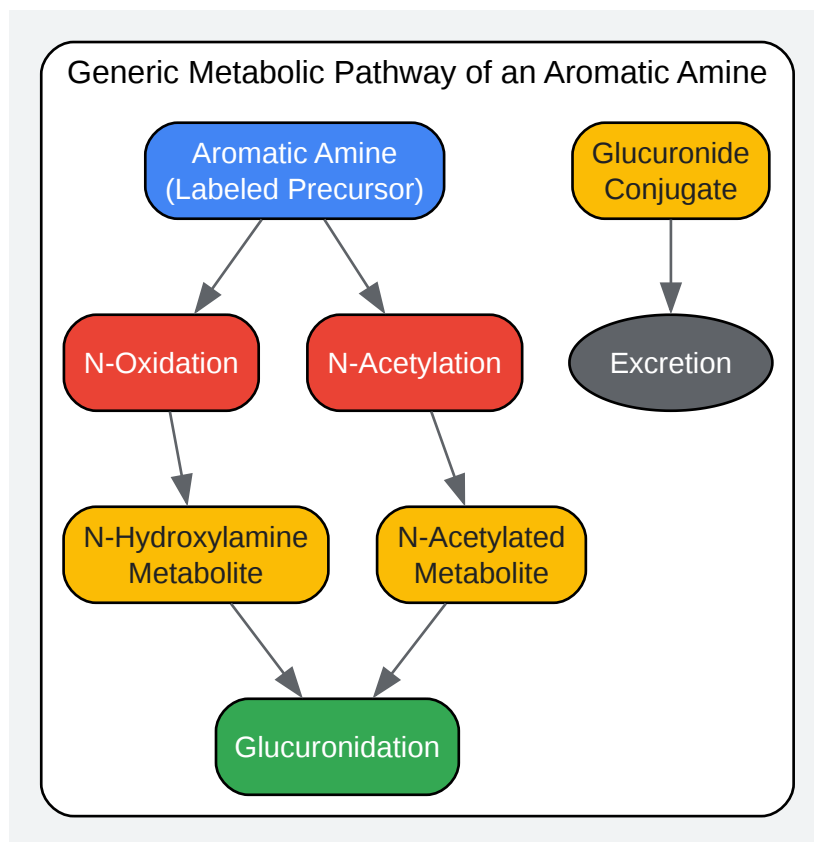 Generic Metabolic Pathway of an Aromatic Amine
Aromatic Amine
(Labeled Precursor)
Glucuronide
Conjugate
N-Oxidation
N-Acetylation
Excretion
N-Hydroxylamine
Metabolite
N-Acetylated
Metabolite
Glucuronidation